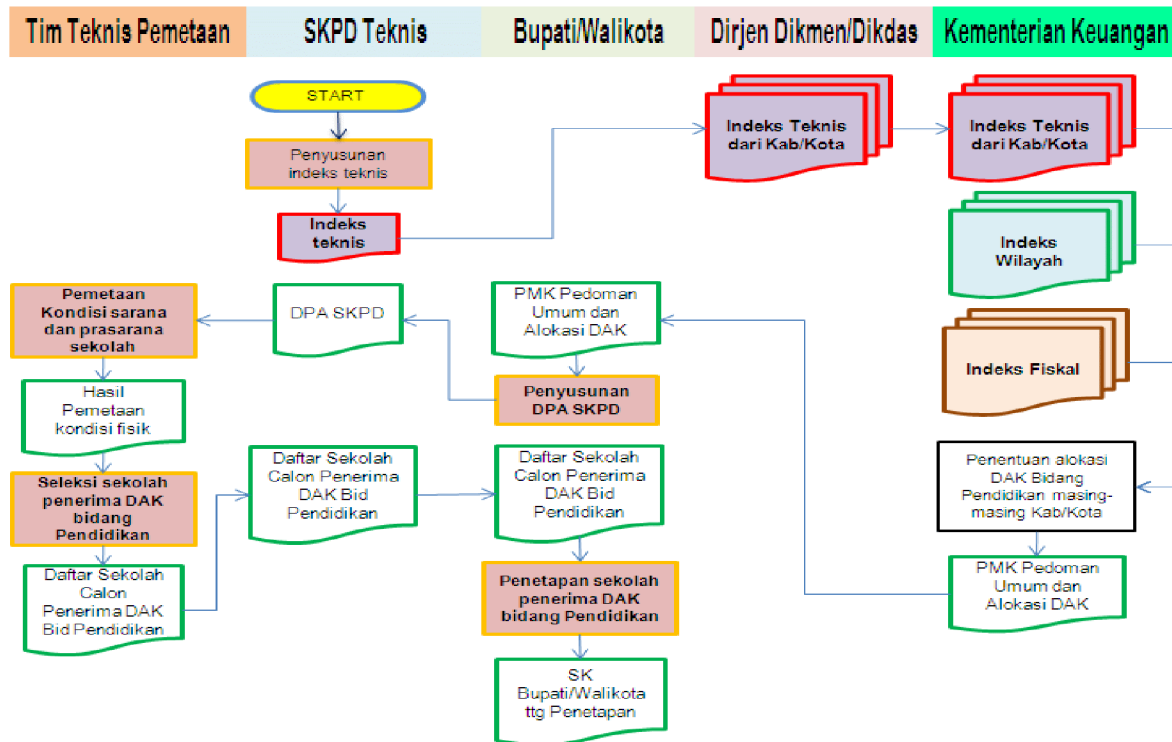 Tim Teknis Pemetaan
SKPD Teknis
Bupati/Walikota
Dirjen Dikmen/Dikdas
Kementerian Keuangan
START
Penyusunan
indeks teknis
Indeks
teknis
Indeks Teknis
dari Kab/Kota
Indeks Teknis
dari Kab/Kota
Indeks
Wilayah
Indeks Fiskal
Penentuan alokasi
DAK Bidang
Pendidikan masing-
masing Kab/Kota
PMK Pedoman
Umum dan
Alokasi DAK
PMK Pedoman
Umum dan
Alokasi DAK
Penyusunan
DPA SKPD
DPA SKPD
Pemetaan
Kondisi sarana
dan prasarana
sekolah
Hasil
Pemetaan
kondisi fisik
Seleksi sekolah
penerima DAK
bidang
Pendidikan
Daftar Sekolah
Calon
Penerima DAK
Bid Pendidikan
Daftar Sekolah
Calon Penerima
DAK Bid
Pendidikan
Daftar Sekolah
Calon Penerima
DAK Bid
Pendidikan
Penetapan sekolah
penerima DAK
bidang Pendidikan
SK
Bupati/Walikota
ttg Penetapan